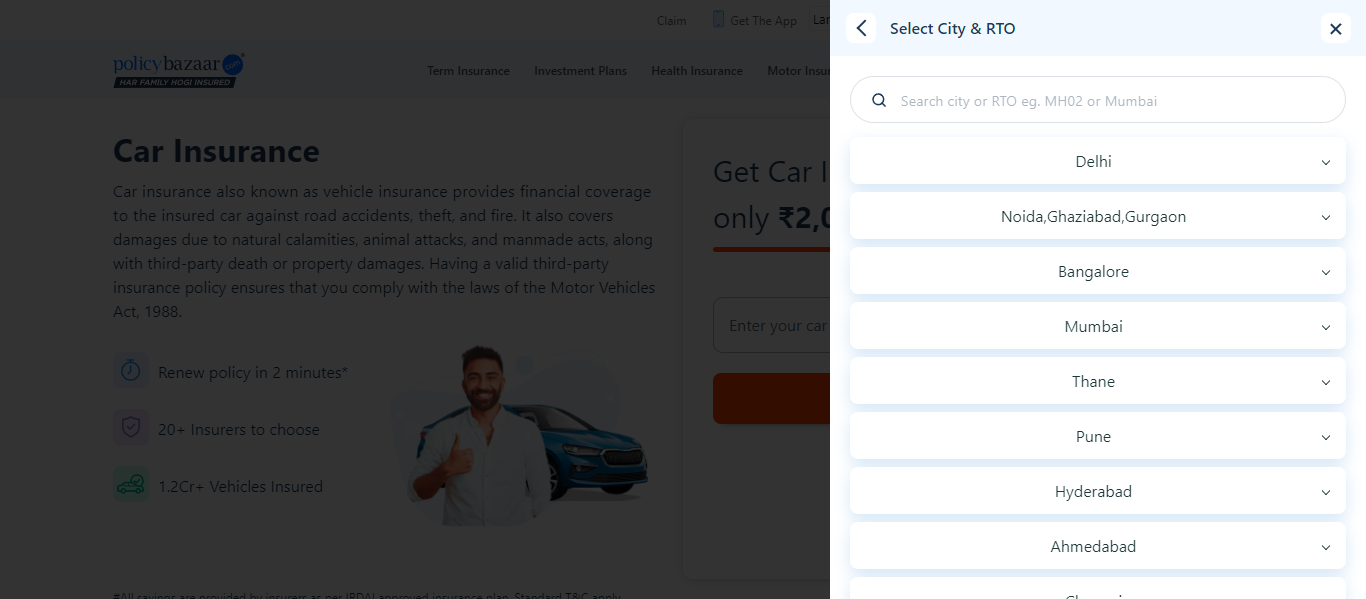 Claim
Get The App
policybazaar.com
HAR FAMILY HOGI INSURED
Term Insurance
Investment Plans
Health Insurance
Motor
Car Insurance
Car insurance also known as vehicle insurance provides financial coverage
to the insured car against road accidents, theft, and fire. It also covers
damages due to natural calamities, animal attacks, and manmade acts, along
with third-party death or property damages. Having a valid third-party
insurance policy ensures that you comply with the laws of the Motor Vehicles
Act, 1988.
Renew policy in 2 minutes*
20+ Insurers to choose
1.2Cr+ Vehicles Insured
Get Car
only
Enter your car
#All savings are provided by insurers as per IRDAI approved insurance plan. Standard T&C apply
Select City & RTO
Search city or RTO eg. MH02 or Mumbai
Delhi
Noida,Ghaziabad,Gurgaon
Bangalore
Mumbai
Thane
Pune
Hyderabad
Ahmedabad